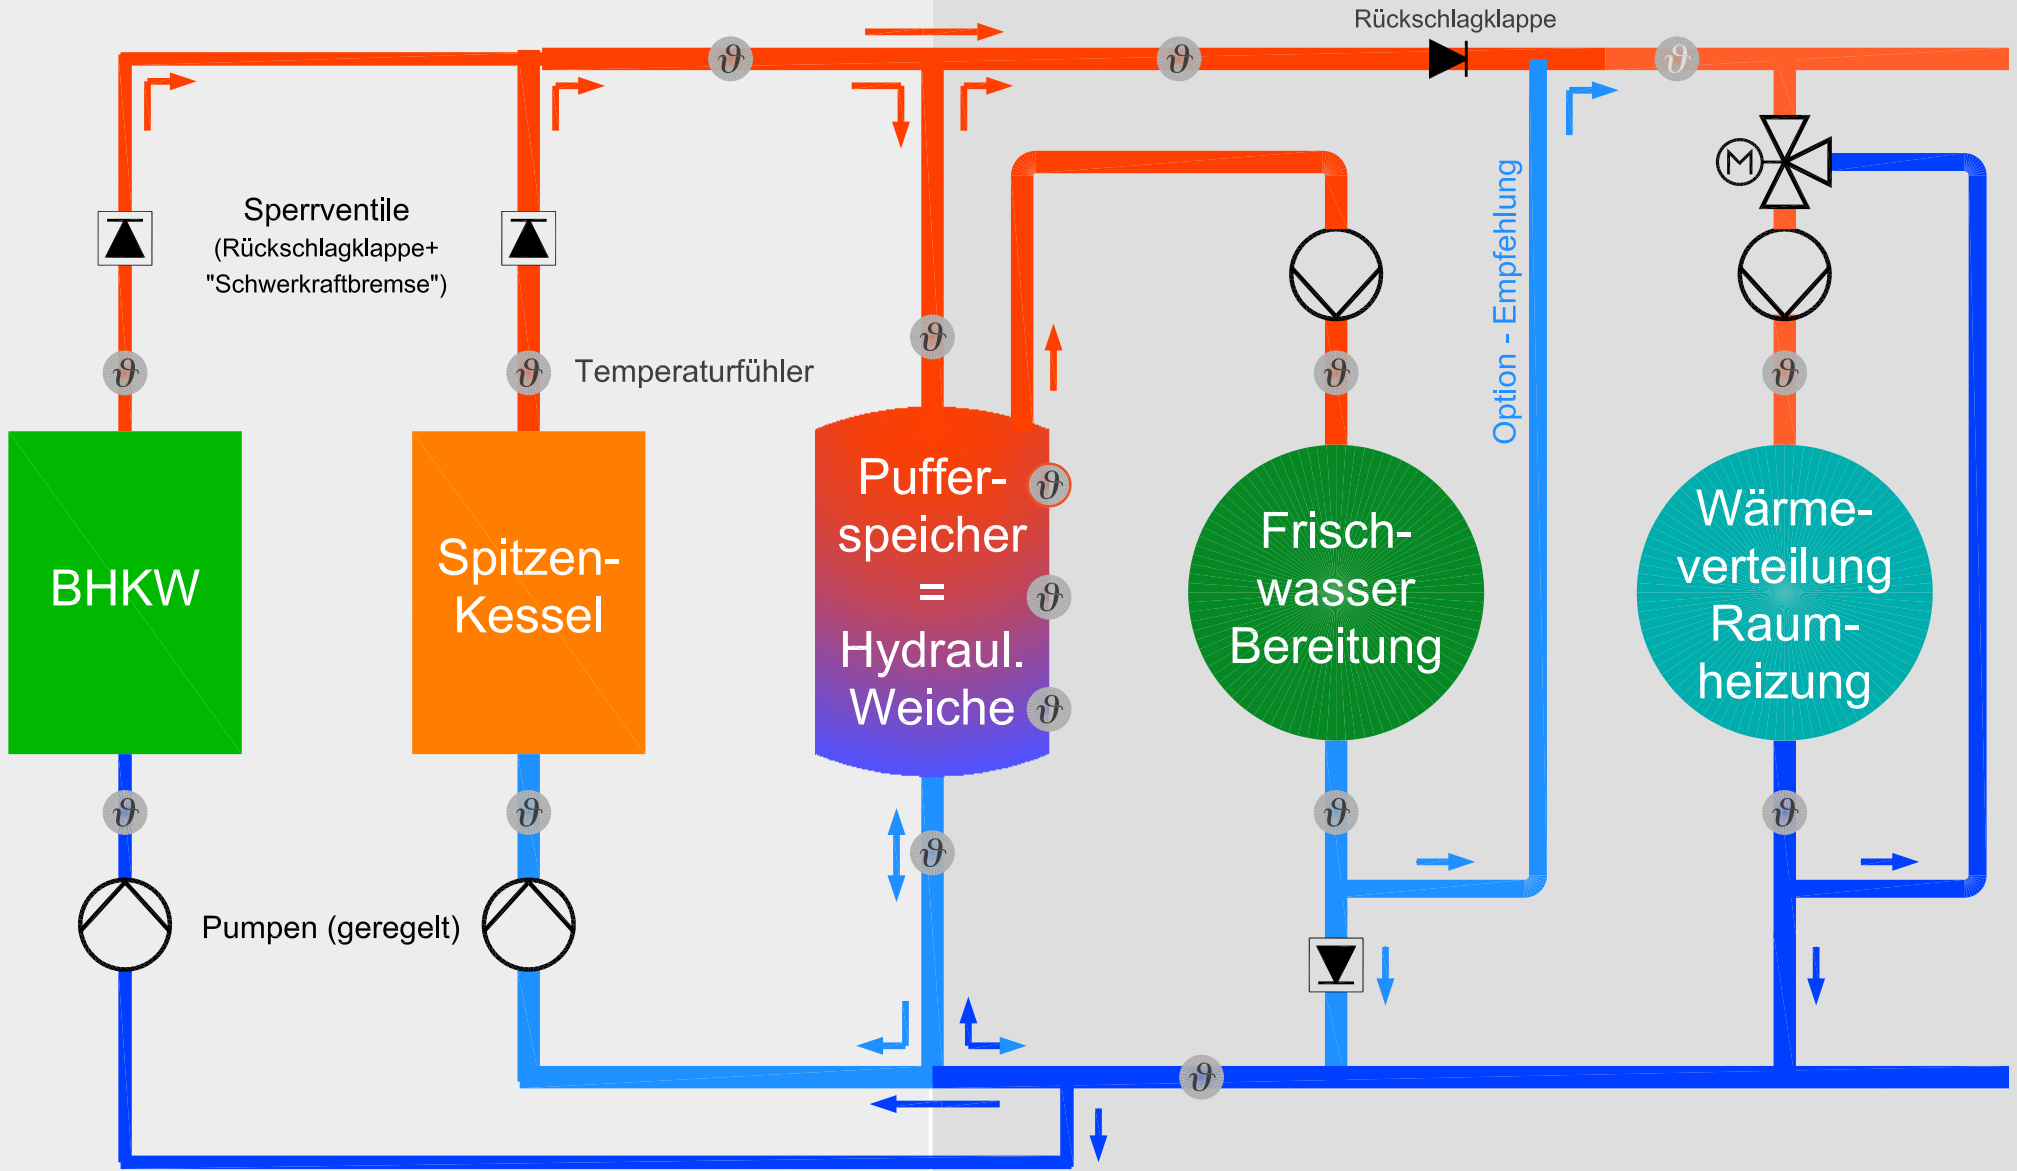 Rückschlagklappe
ϑ
ϑ
ϑ
M
Sperrventile
(Rückschlagklappe+
"Schwerkraftbremse")
Option - Empfehlung
ϑ
ϑ
ϑ
Temperaturfühler
ϑ
ϑ
BHKW
Spitzen-
Kessel
Puffer-
speicher
=
Hydraul.
Weiche
ϑ
ϑ
ϑ
Frisch-
wasser
Bereitung
Wärme-
verteilung
Raum-
heizung
ϑ
ϑ
ϑ
ϑ
ϑ
Pumpen (geregelt)
ϑ